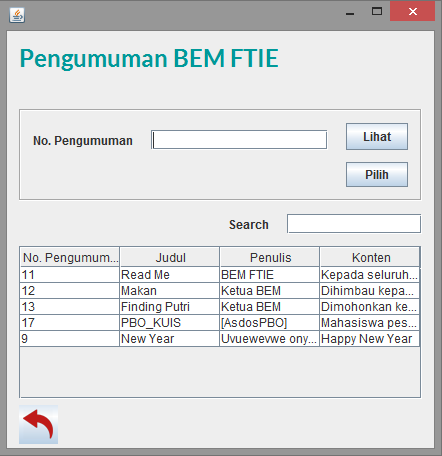 Pengumuman BEM FTIE
No. Pengumuman
Lihat
Pilih
Search
No. Pengumum... Judul Penulis Konten
11 Read Me BEM FTIE Kepada seluruh...
12 Makan Ketua BEM Dihimbau kepa...
13 Finding Putri Ketua BEM Dimohonkan ke...
17 PBO_KUIS [AsdosPBO] Mahasiswa pes...
9 New Year Uvuewevwe ony... Happy New Year